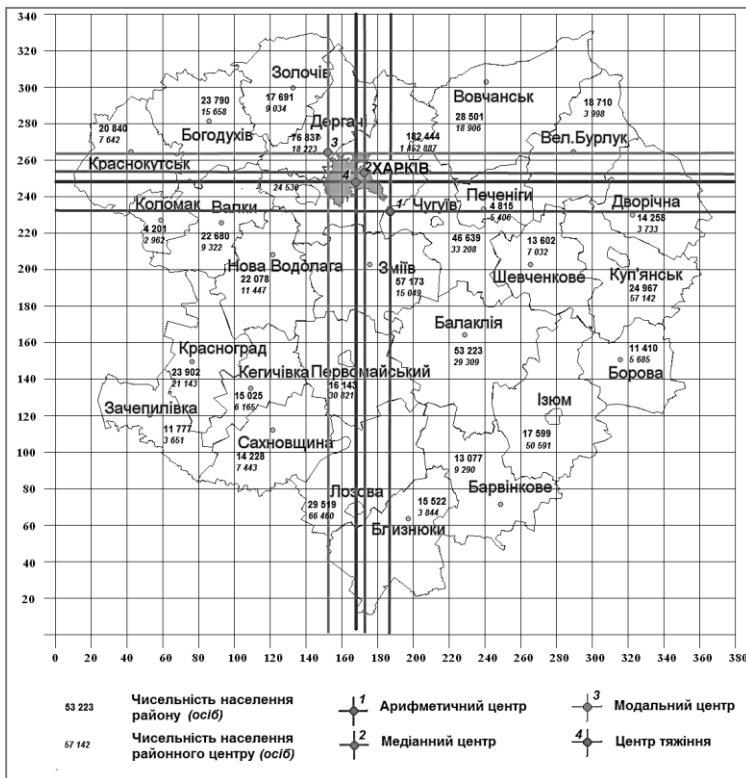 340
320
300
280
260
240
220
200
180
160
140
120
100
80
60
40
20
0 20 40 60 80 100 120 140 160 180 200 220 240 260 280 300 320 340 360 380
Золочів
17 691
9 034
23 790
15 658
Богодухів
20 840
7 642
Краснокутськ
Дергачі
76 837
18 223
3
Вовчанськ
28 501
18 906
18 710
3 998
Вел.Бурлук
182 444
2
ХАРКІВ
4
24 530
1
Чугуїв
46 639
33 208
Печеніги
4 815
5 406
Дворічна
14 258
3 733
Коломак
4 201
2 962
Валки
22 680
9 322
Нова Водолага
22 078
11 447
Зміїв
57 173
15 049
13 602
7 032
Шевченкове
Куп'янськ
24 967
57 142
Балаклія
53 223
29 309
11 410
5 685
Борова
Красноград
23 902
21 143
Кегичівка
15 025
6 165
Первомайський
16 143
30 821
Зачепилівка
11 777
3 651
Сахновщина
14 228
7 443
Ізюм
17 599
50 591
13 077
9 290
Барвінкове
Лозова
29 519
66 460
15 522
3 844
Близнюки
53 223 Чисельність населення
району (осіб)
57 142 Чисельність населення
районного центру (осіб)
1 Арифметичний центр
2 Медіанний центр
3 Модальний центр
4 Центр тяжіння